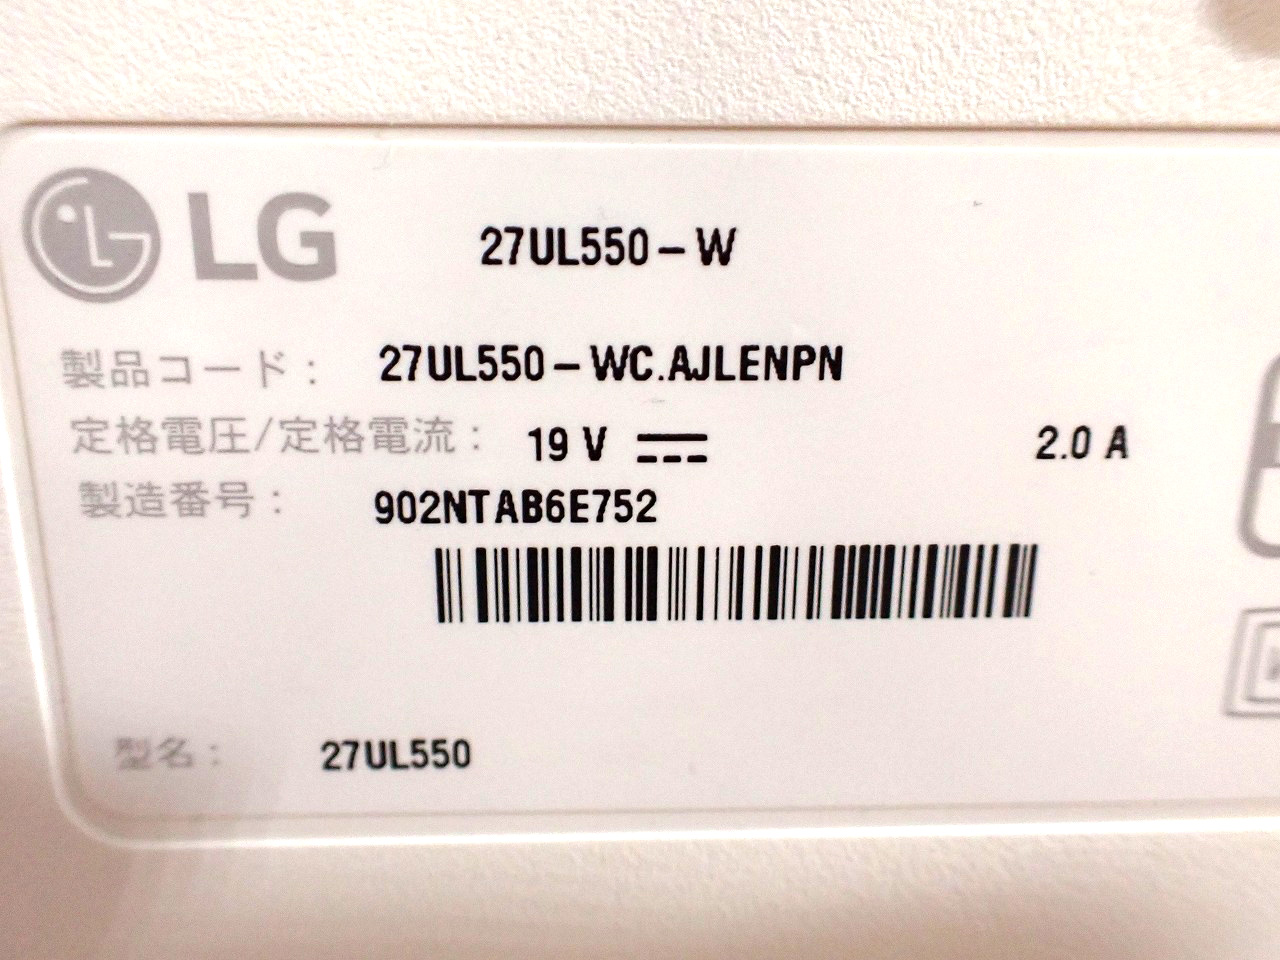 LG 27UL550-W
製品コード: 27UL550-WC.AJLENPN
定格電圧/定格電流: 19 V ⎓ 2.0 A
製造番号: 902NTAB6E752
型名: 27UL550